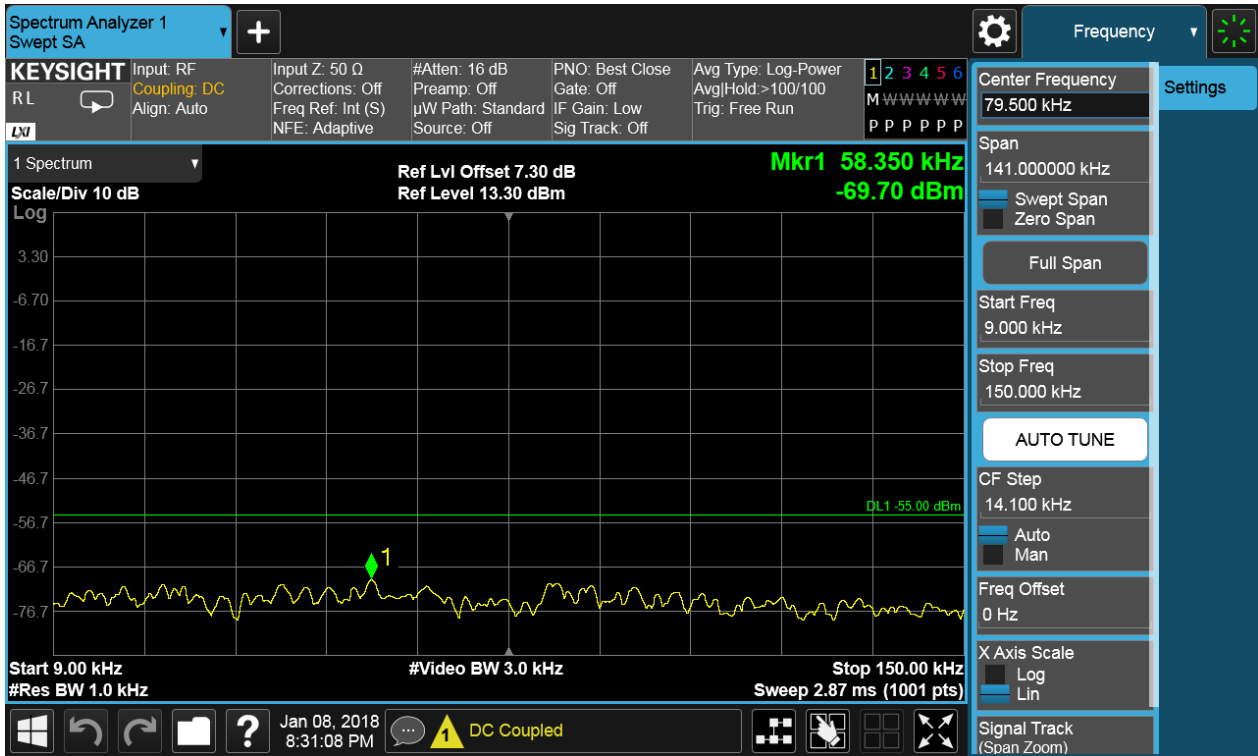 Spectrum Analyzer 1
Swept SA
+
Frequency
KEYSIGHT
R L
LXI
Input: RF
Coupling: DC
Align: Auto
Input Z: 50 Ω
Corrections: Off
Freq Ref: Int (S)
NFE: Adaptive
#Atten: 16 dB
Preamp: Off
µW Path: Standard
Source: Off
PNO: Best Close
Gate: Off
IF Gain: Low
Sig Track: Off
Avg Type: Log-Power
Avg|Hold:>100/100
Trig: Free Run
1 2 3 4 5 6
M W W W W W
P P P P P P
1 Spectrum
Scale/Div 10 dB
Ref Lvl Offset 7.30 dB
Ref Level 13.30 dBm
Mkr1 58.350 kHz
-69.70 dBm
Log
3.30
-6.70
-16.7
-26.7
-36.7
-46.7
-56.7
-66.7
-76.7
DL1 -55.00 dBm
1
Start 9.00 kHz
#Res BW 1.0 kHz
#Video BW 3.0 kHz
Stop 150.00 kHz
Sweep 2.87 ms (1001 pts)
Center Frequency
79.500 kHz
Span
141.000000 kHz
Swept Span
Zero Span
Full Span
Start Freq
9.000 kHz
Stop Freq
150.000 kHz
AUTO TUNE
CF Step
14.100 kHz
Auto
Man
Freq Offset
0 Hz
X Axis Scale
Log
Lin
Signal Track
(Span Zoom)
Settings
?
Jan 08, 2018
8:31:08 PM
1
DC Coupled